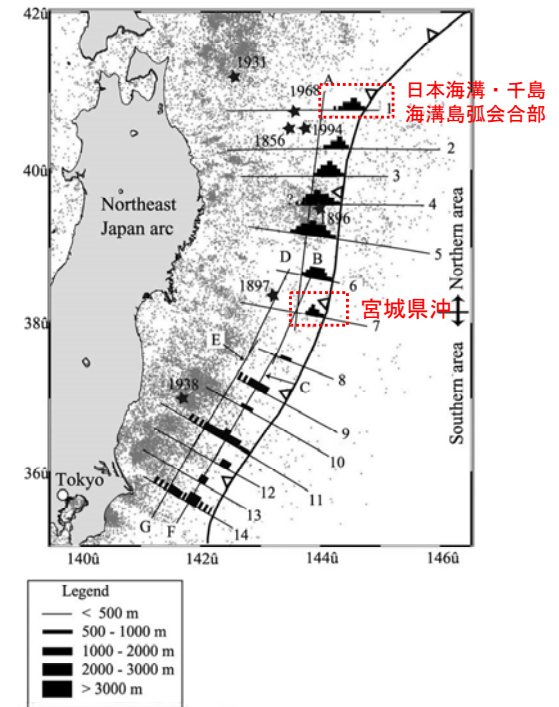 42û
1931
1968
A
1
日本海溝・千島
海溝島弧会合部
1856
1994
2
40û
3
Northeast
Japan arc
4
1896
5
Northern area
D
B
6
1897
宮城県沖
7
38û
E
8
1938
C
9
Southern area
10
36û
Tokyo
11
12
13
G
F
14
140û
142û
144û
146û
Legend
< 500 m
500 - 1000 m
1000 - 2000 m
2000 - 3000 m
> 3000 m